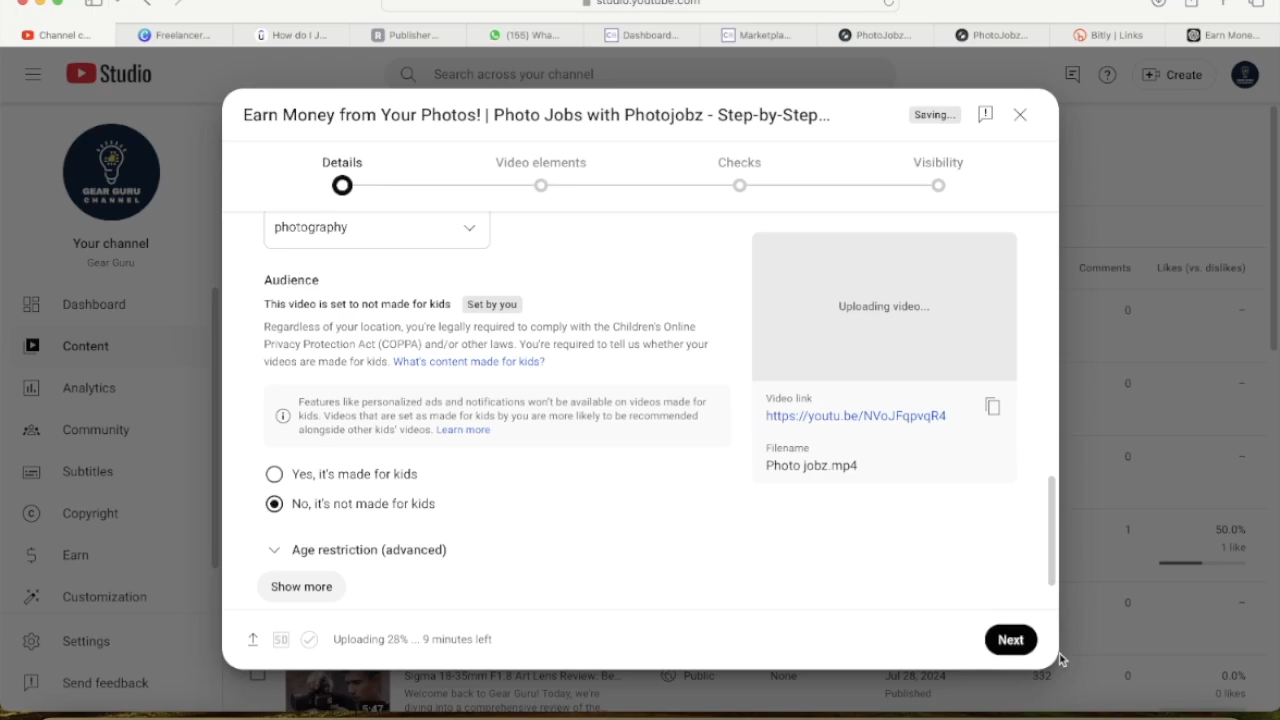 studio.youtube.com
Channel c...
Freelancer...
How do I J...
Publisher...
(155) Wha...
Dashboard...
Marketpla...
PhotoJobz...
PhotoJobz...
Bitly | Links
Earn Mone...
Studio
Search across your channel
Create
Earn Money from Your Photos! | Photo Jobs with Photojobz - Step-by-Step...
Saving...
Details
Video elements
Checks
Visibility
GEAR GURU
CHANNEL
Your channel
Gear Guru
Dashboard
Content
Analytics
Community
Subtitles
Copyright
Earn
Customization
Settings
Send feedback
photography
Audience
This video is set to not made for kids Set by you
Regardless of your location, you're legally required to comply with the Children's Online
Privacy Protection Act (COPPA) and/or other laws. You're required to tell us whether your
videos are made for kids. What's content made for kids?
Features like personalized ads and notifications won't be available on videos made for
kids. Videos that are set as made for kids by you are more likely to be recommended
alongside other kids' videos. Learn more
Yes, it's made for kids
No, it's not made for kids
Age restriction (advanced)
Show more
Uploading video...
Video link
https://youtu.be/NVoJFqpvqR4
Filename
Photo jobz.mp4
SD
Uploading 28% ... 9 minutes left
Next
Comments
Likes (vs. dislikes)
0
–
0
–
0
–
1
50.0%
1 like
0
–
5:47
Sigma 18-35mm F1.8 Art Lens Review: Be...
Welcome back to Gear Guru! Today, we're
diving into a comprehensive review of the...
Public
None
Jul 28, 2024
Published
332
0
0.0%
0 likes